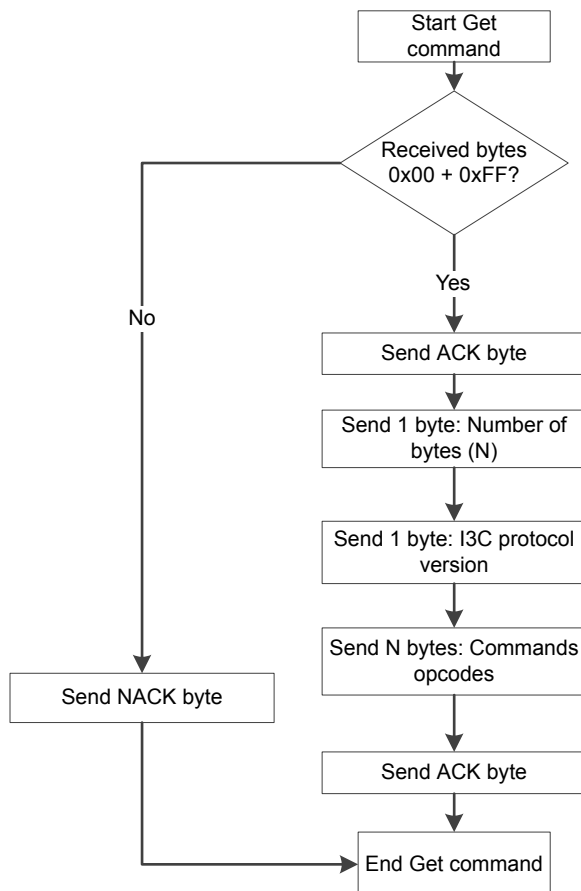 Start Get
command
Received bytes
0x00 + 0xFF?
Yes
No
Send ACK byte
Send 1 byte: Number of
bytes (N)
Send 1 byte: I3C protocol
version
Send N bytes: Commands
opcodes
Send NACK byte
Send ACK byte
End Get command